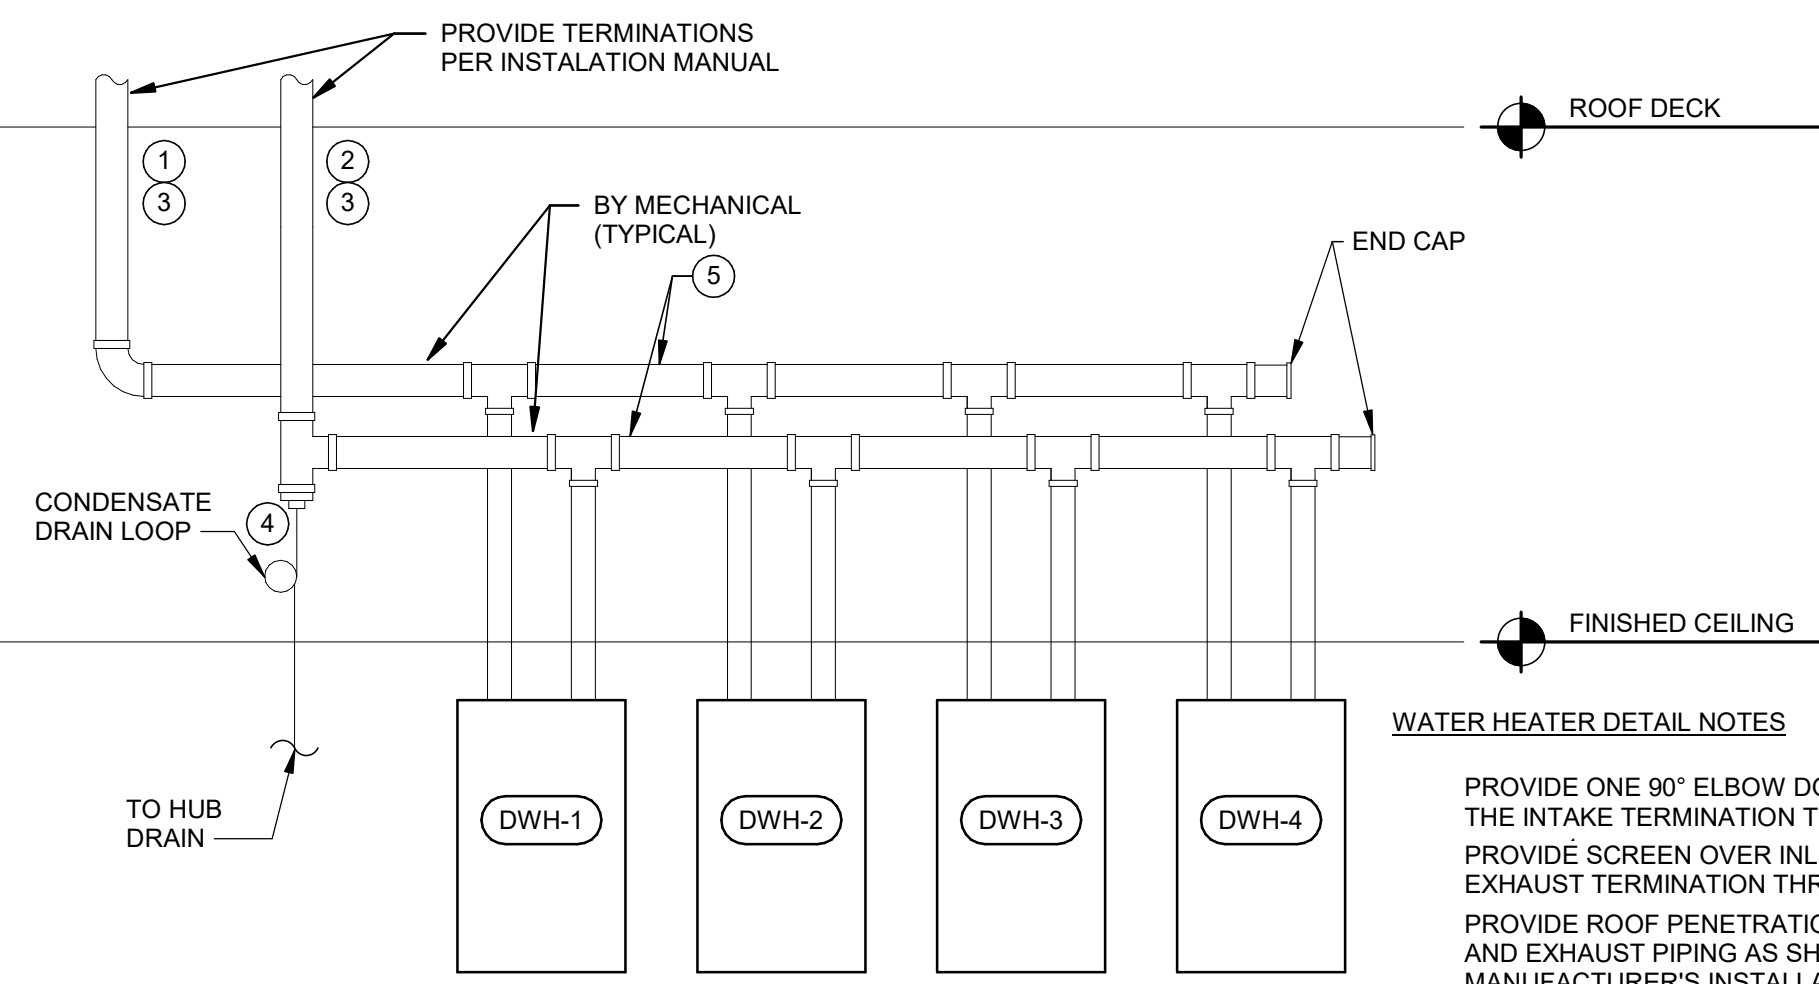 PROVIDE TERMINATIONS
PER INSTALATION MANUAL
ROOF DECK
1
3
2
3
BY MECHANICAL
(TYPICAL)
5
END CAP
CONDENSATE
DRAIN LOOP
4
FINISHED CEILING
TO HUB
DRAIN
DWH-1
DWH-2
DWH-3
DWH-4
WATER HEATER DETAIL NOTES
PROVIDE ONE 90° ELBOW
THE INTAKE TERMINATION
PROVIDE SCREEN OVER
EXHAUST TERMINATION
PROVIDE ROOF
AND EXHAUST PIPING AS
MANUFACTURER'S